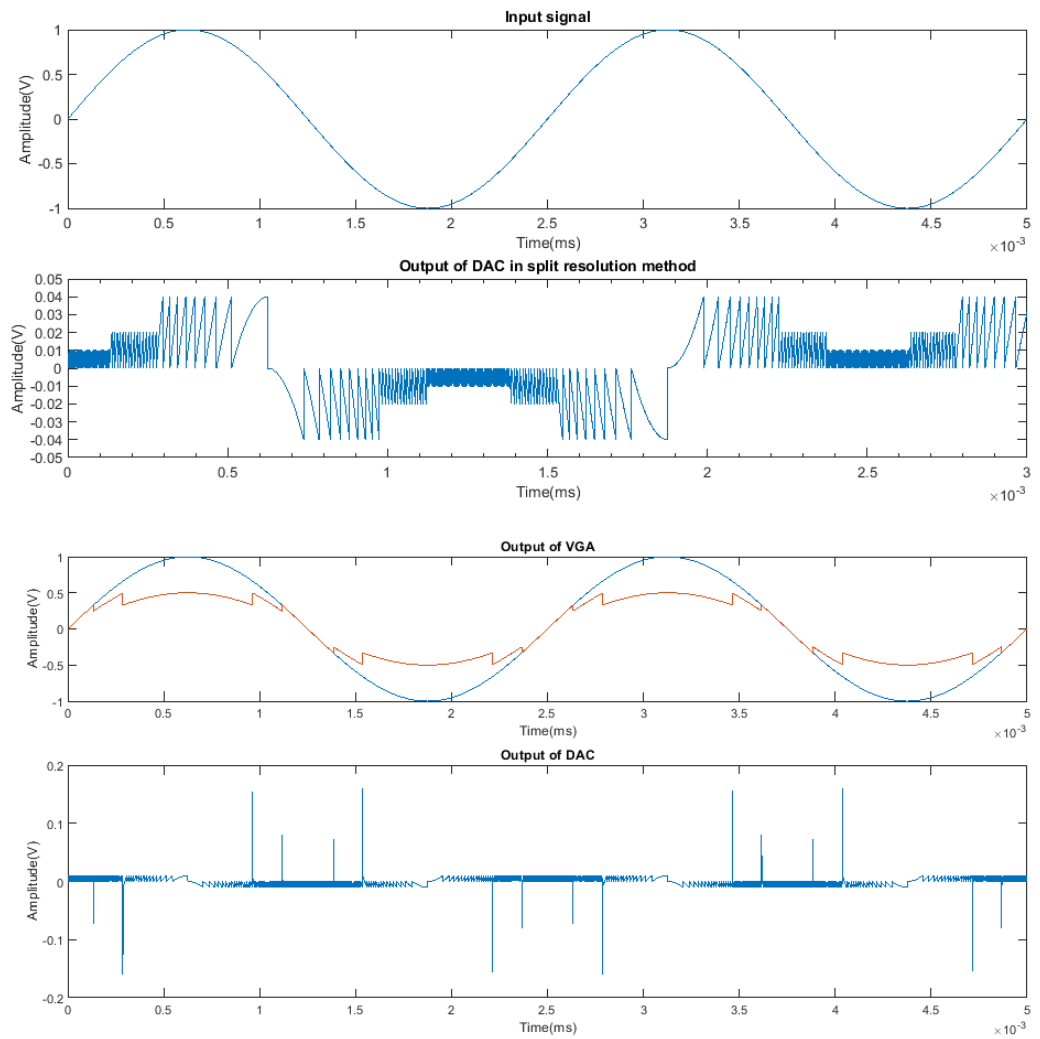 Input signal
1
0.5
0
-0.5
-1
Amplitude(V)
0 0.5 1 1.5 2 2.5 3 3.5 4 4.5 5
Time(ms)
×10-3
Output of DAC in split resolution method
0.05
0.04
0.03
0.02
0.01
0
-0.01
-0.02
-0.03
-0.04
-0.05
Amplitude(V)
0 0.5 1 1.5 2 2.5 3
Time(ms)
×10-3
Output of VGA
1
0.5
0
-0.5
-1
Amplitude(V)
0 0.5 1 1.5 2 2.5 3 3.5 4 4.5 5
Time(ms)
×10-3
Output of DAC
0.2
0.1
0
-0.1
-0.2
Amplitude(V)
0 0.5 1 1.5 2 2.5 3 3.5 4 4.5 5
Time(ms)
×10-3